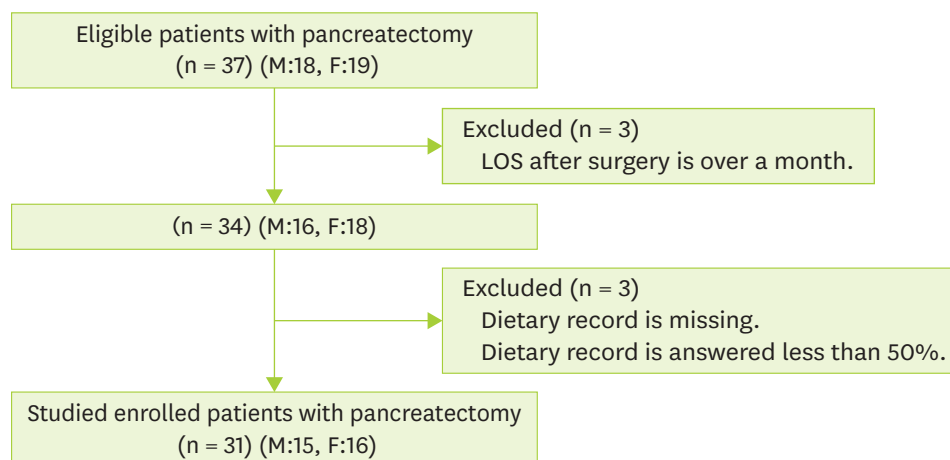 Eligible patients with pancreatectomy
(n = 37) (M:18, F:19)
Excluded (n = 3)
LOS after surgery is over a month.
(n = 34) (M:16, F:18)
Excluded (n = 3)
Dietary record is missing.
Dietary record is answered less than 50%.
Studied enrolled patients with pancreatectomy
(n = 31) (M:15, F:16)